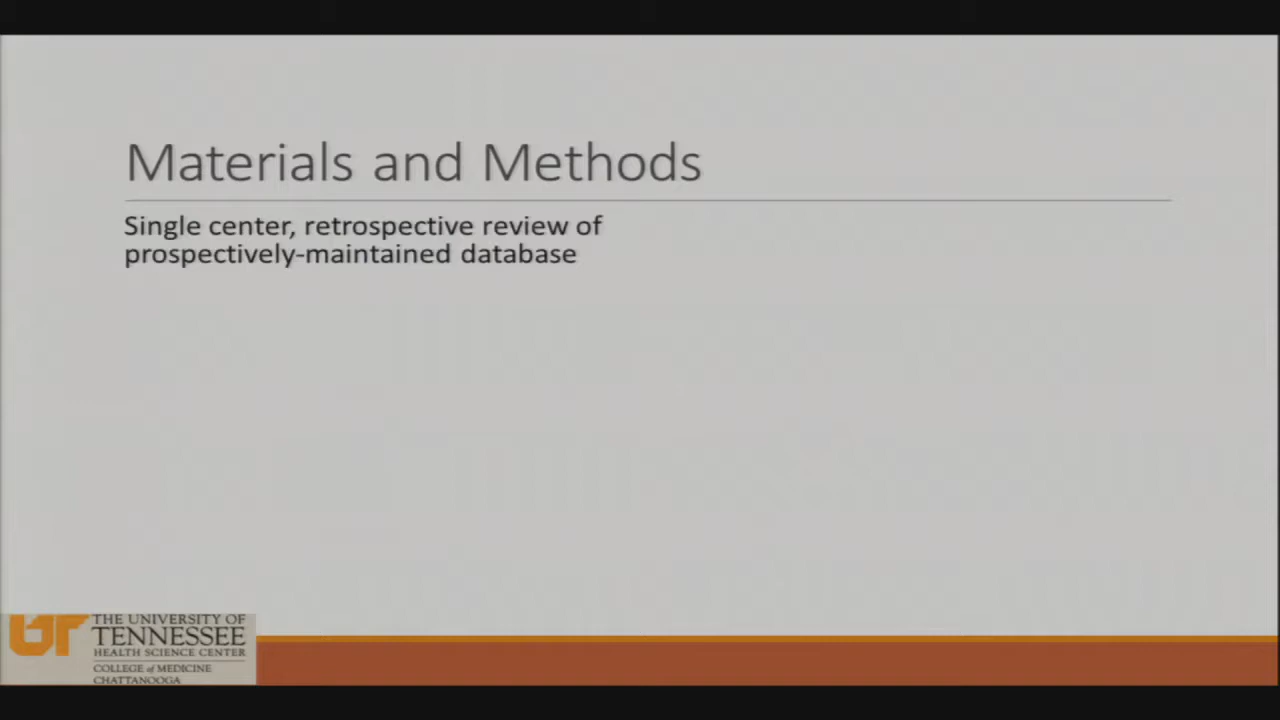 Materials and Methods
Single center, retrospective review of
prospectively-maintained database
UT
THE UNIVERSITY OF
TENNESSEE
HEALTH SCIENCE CENTER
COLLEGE of MEDICINE
CHATTANOOGA